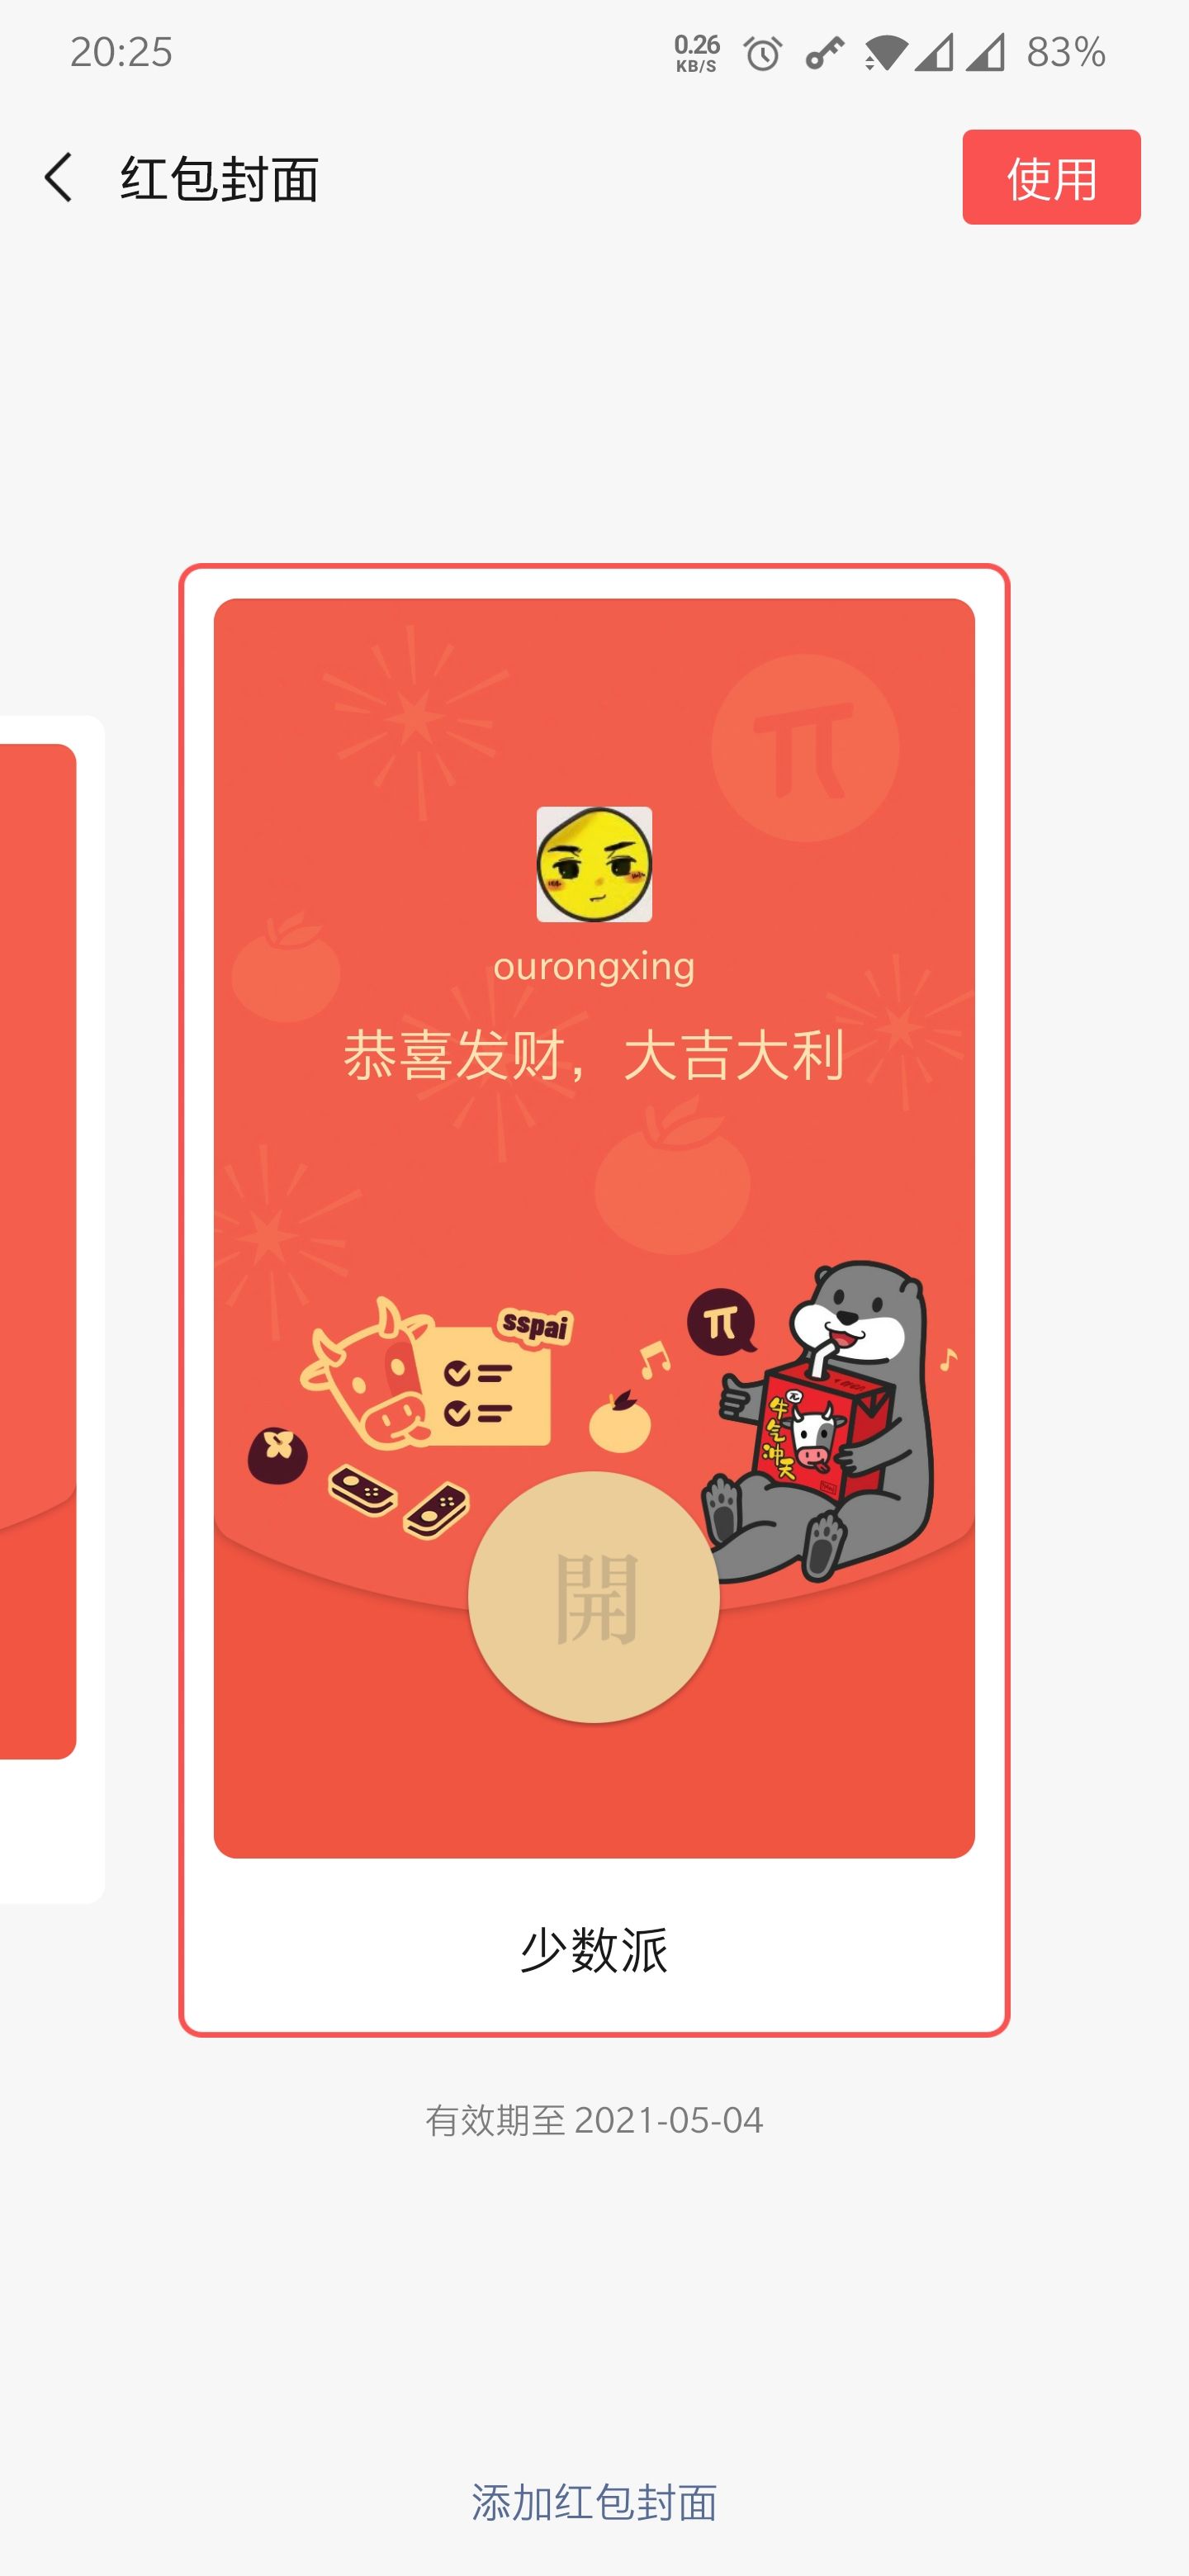 20:25
0.26
KB/S
83%
红包封面
使用
π
ourongxing
恭喜发财，大吉大利
sspai
π
π
牛气冲天
開
少数派
有效期至 2021-05-04
添加红包封面